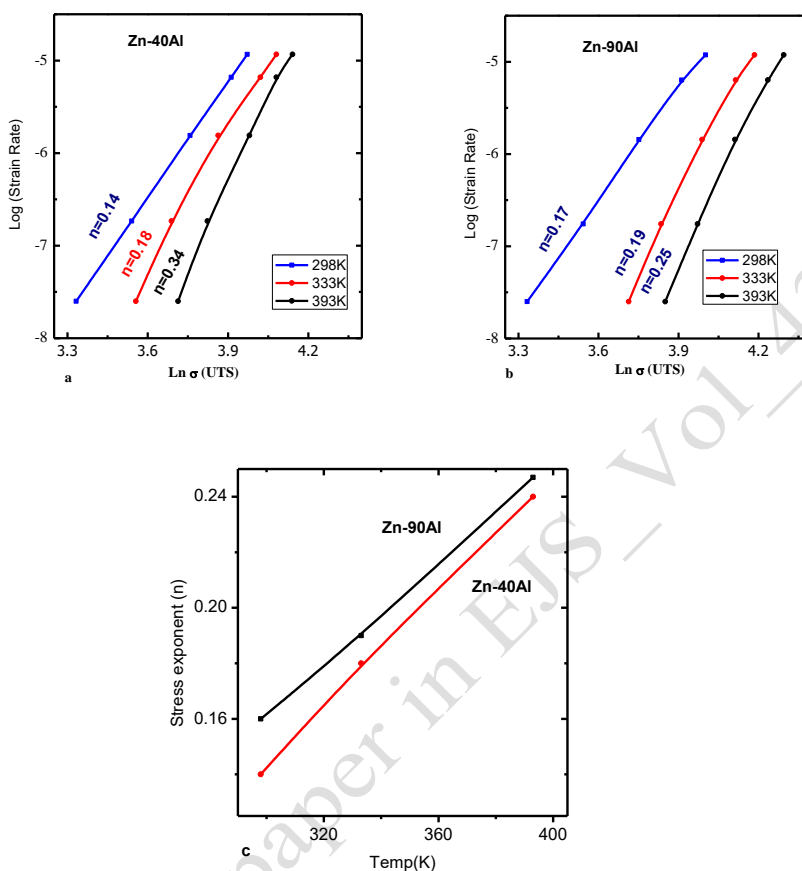 Zn-40Al
Log (Strain Rate)
-5
-6
-7
-8
n=0.14
n=0.18
n=0.34
298K
333K
393K
3.3 3.6 3.9 4.2
Ln σ (UTS)
a
Zn-90Al
Log (Strain Rate)
-5
-6
-7
-8
n=0.17
n=0.19
n=0.25
298K
333K
393K
3.3 3.6 3.9 4.2
Ln σ (UTS)
b
Stress exponent (n)
0.24
0.20
0.16
Zn-90Al
Zn-40Al
320 360 400
Temp(K)
c
paper in EJS_ Vol_